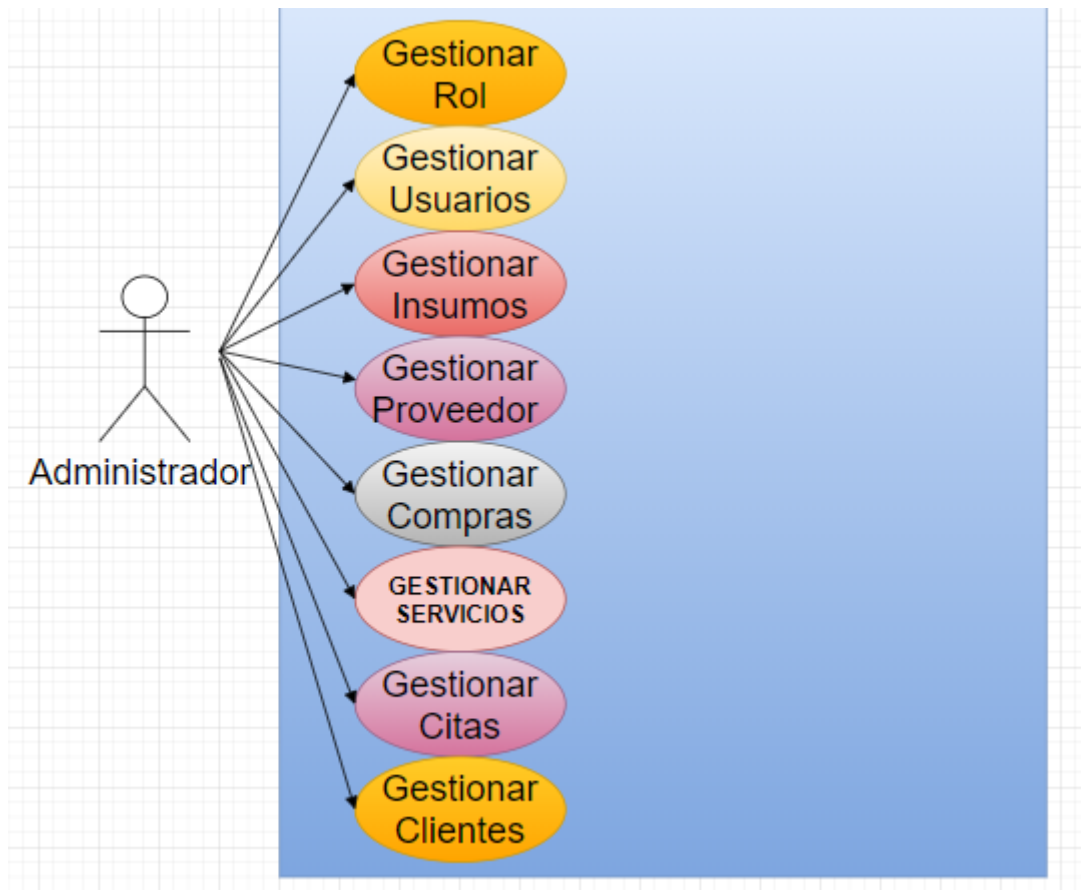 Gestionar
Rol
Gestionar
Usuarios
Gestionar
Insumos
Gestionar
Proveedor
Administrador
Gestionar
Compras
GESTIONAR
SERVICIOS
Gestionar
Citas
Gestionar
Clientes